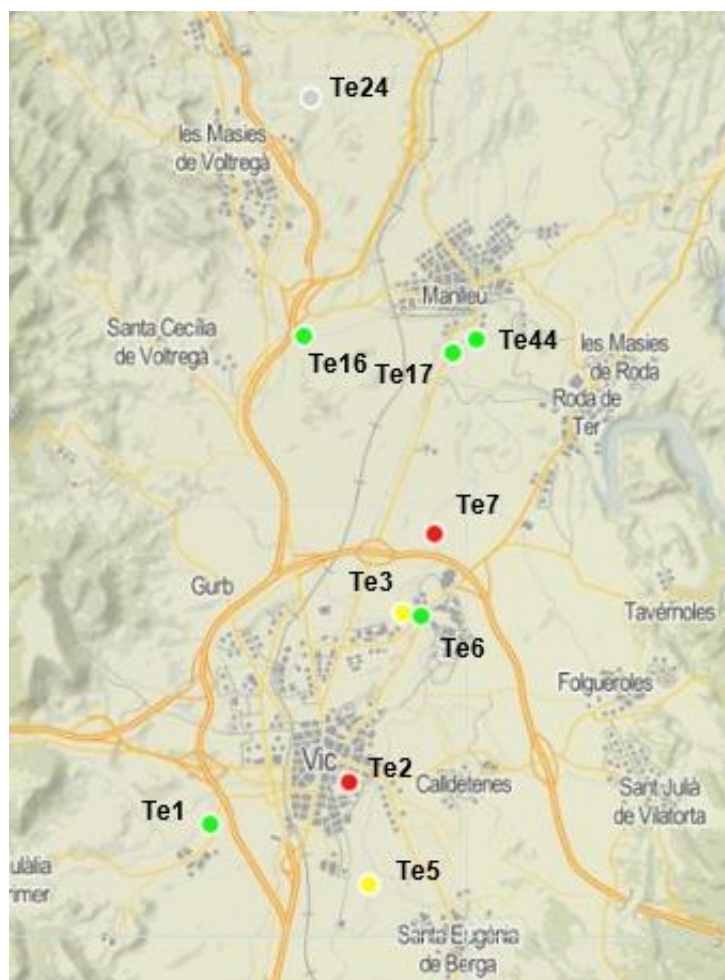 Te24
les Masies
de Voltregà
Manlleu
Santa Cecília
de Voltregà
Te16
Te17
Te44
les Masies
de Roda
Roda de
Ter
Te7
Gurb
Te3
Te6
Tavérnoles
Folgueroles
Vic
Te2
Calldetenes
Sant Julià
de Vilatorta
Te1
ulàlia
mer
Te5
Santa Eugènia
de Berga